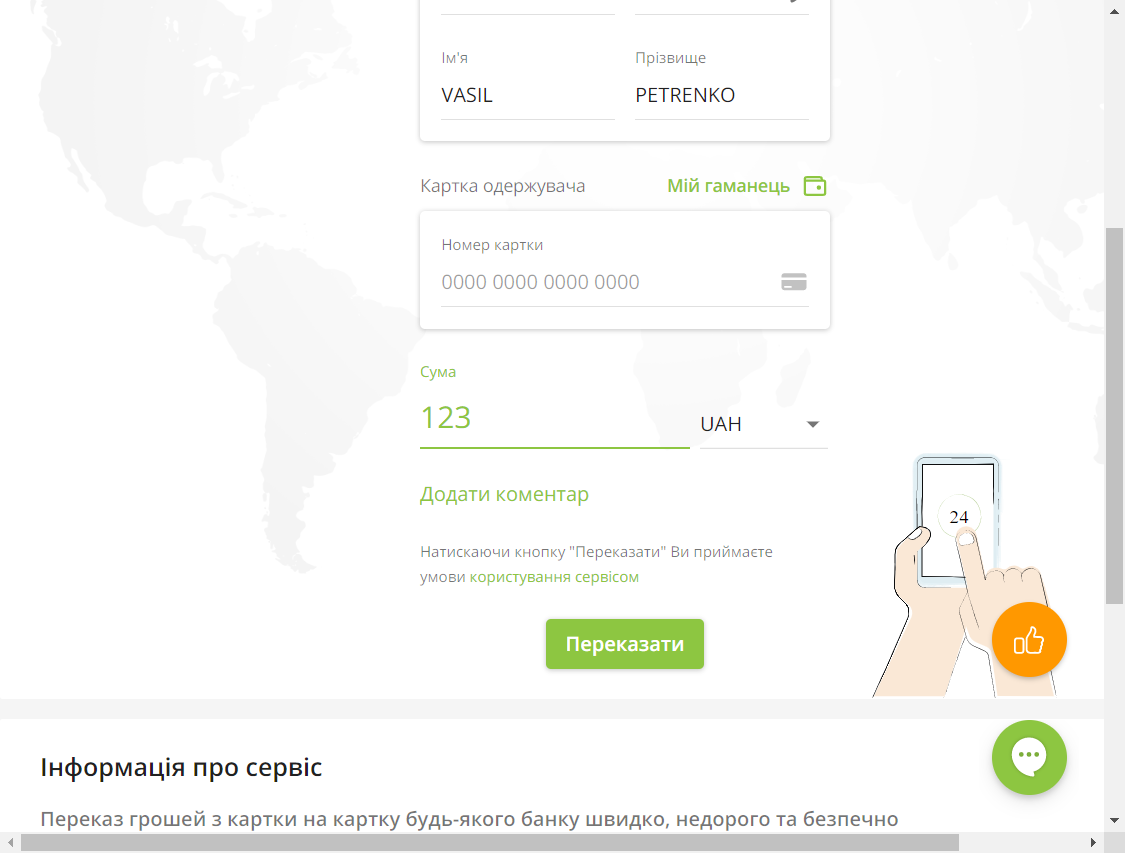 Ім'я Прізвище
VASIL PETRENKO
Картка одержувача Мій гаманець
Номер картки
0000 0000 0000 0000
Сума
123 UAH
Додати коментар
24
Натискаючи кнопку "Переказати" Ви приймаєте
умови користування сервісом
Переказати
Інформація про сервіс
Переказ грошей з картки на картку будь-якого банку швидко, недорого та безпечно